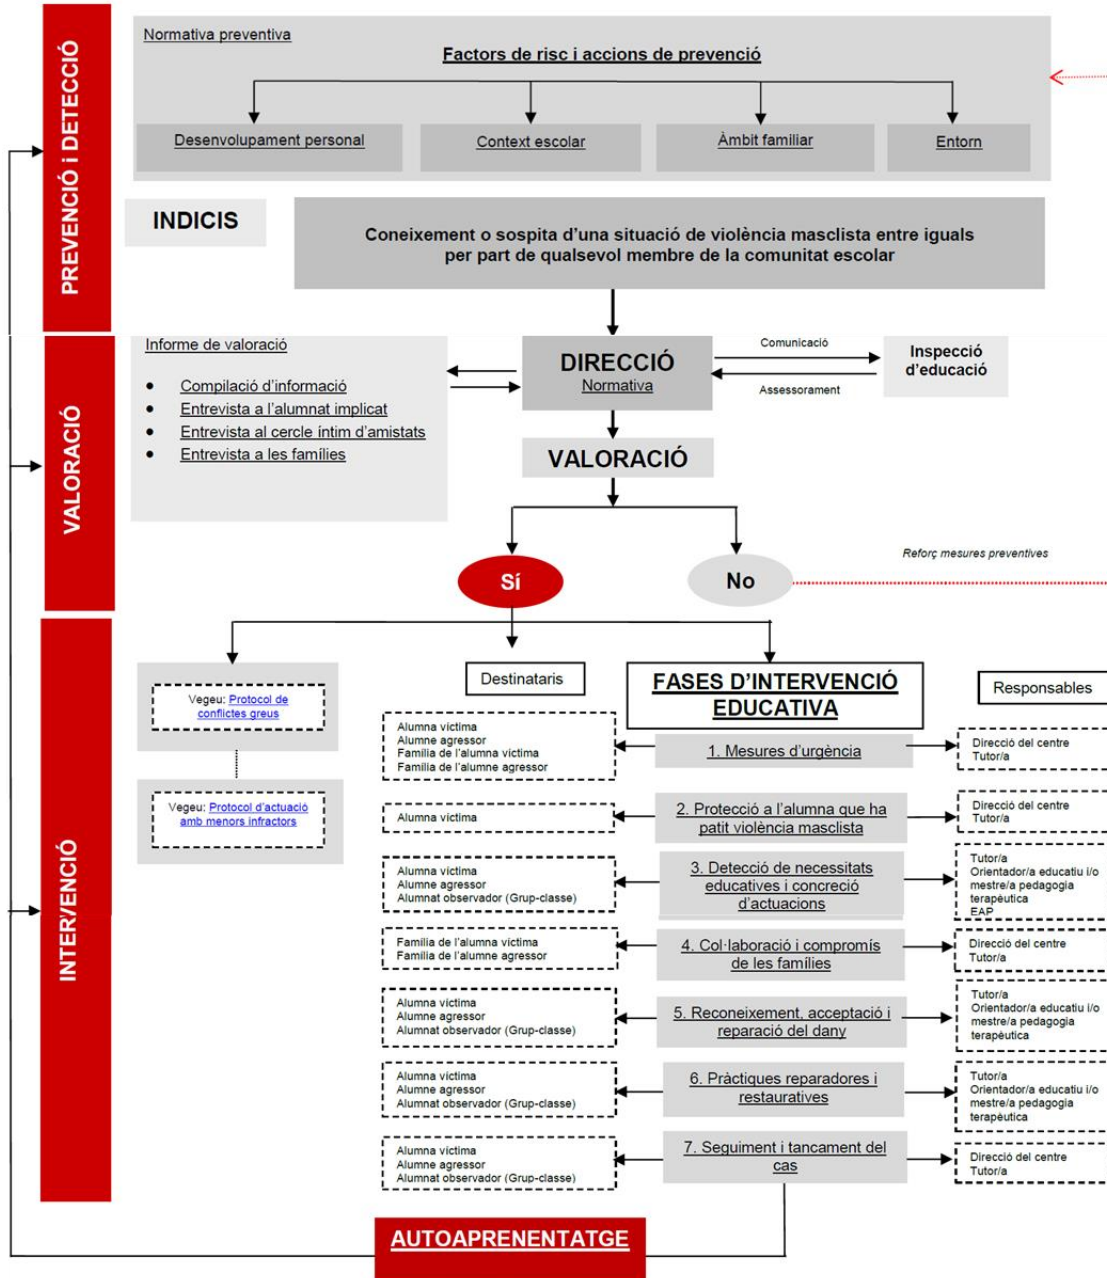 PREVENCIÓ i DETECCIÓ
Normativa preventiva
Factors de risc i accions de prevenció
Desenvolupament personal
Context escolar
Àmbit familiar
Entorn
INDICIS
Coneixement o sospita d'una situació de violència masclista entre iguals
per part de qualsevol membre de la comunitat escolar
VALORACIÓ
Informe de valoració
• Compilació d'informació
• Entrevista a l'alumnat implicat
• Entrevista al cercle íntim d'amistats
• Entrevista a les famílies
DIRECCIÓ
Normativa
Comunicació
Assessorament
Inspecció
d'educació
VALORACIÓ
Sí
No
Reforç mesures preventives
INTERVENCIÓ
Vegeu: Protocol de
conflictes greus
Vegeu: Protocol d'actuació
amb menors infractors
Destinataris
FASES D'INTERVENCIÓ
EDUCATIVA
Responsables
Alumna víctima
Alumne agressor
Família de l'alumna víctima
Família de l'alumne agressor
1. Mesures d'urgència
Direcció del centre
Tutor/a
Alumna víctima
2. Protecció a l'alumna que ha
patit violència masclista
Direcció del centre
Tutor/a
Alumna víctima
Alumne agressor
Alumnat observador (Grup-classe)
3. Detecció de necessitats
educatives i concreció
d'actuacions
Tutor/a
Orientador/a educatiu i/o
mestre/a pedagogia
terapèutica
EAP
Família de l'alumna víctima
Família de l'alumne agressor
4. Col·laboració i compromís
de les famílies
Direcció del centre
Tutor/a
Alumna víctima
Alumne agressor
Alumnat observador (Grup-classe)
5. Reconeixement, acceptació i
reparació del dany
Tutor/a
Orientador/a educatiu i/o
mestre/a pedagogia
terapèutica
Alumna víctima
Alumne agressor
Alumnat observador (Grup-classe)
6. Pràctiques reparadores i
restauratives
Tutor/a
Orientador/a educatiu i/o
mestre/a pedagogia
terapèutica
Alumna víctima
Alumne agressor
Alumnat observador (Grup-classe)
7. Seguiment i tancament del
cas
Direcció del centre
Tutor/a
AUTOAPRENENTATGE